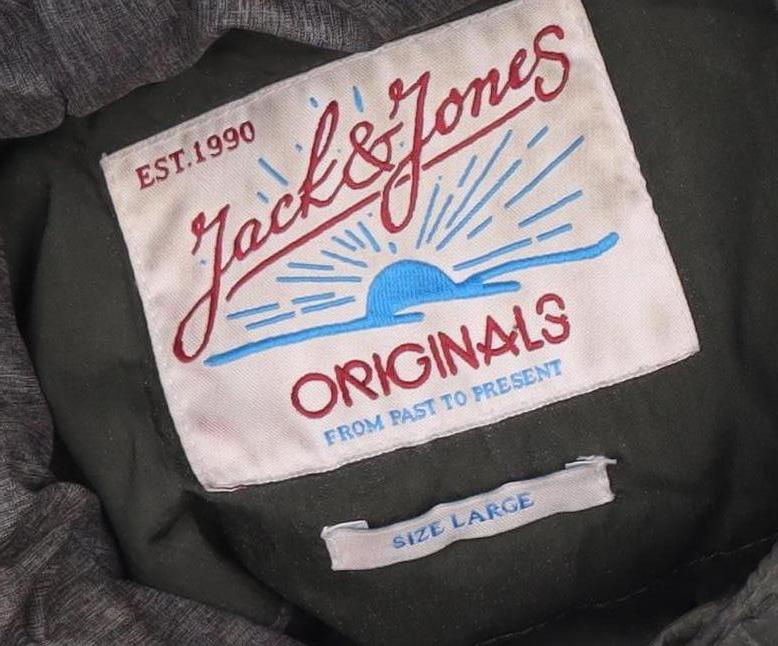 EST.1990
Jack&Jones
ORIGINALS
FROM PAST TO PRESENT
SIZE LARGE